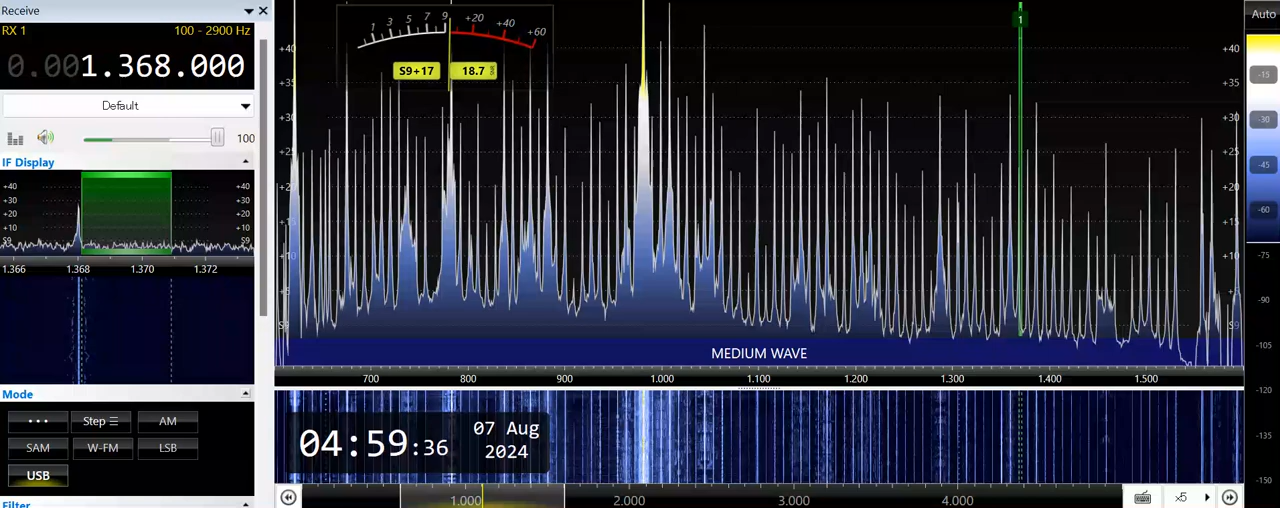 Receive
RX 1 100 - 2900 Hz
0.001.368.000
Default
100
IF Display
+40 +40
+30 +30
+20 +20
+10 +10
S9 S9
1.366 1.368 1.370 1.372
Mode
••• Step ☰ AM
SAM W-FM LSB
USB
Filter
1 3 5 7 9 +20 +40 +60
S9+17 18.7
1
+40 +40
+35 +35
+30 +30
+25 +25
+20 +20
+15 +15
+10 +10
+5 +5
S9 S9
MEDIUM WAVE
700 800 900 1.000 1.100 1.200 1.300 1.400 1.500
04:59:36 07 Aug
2024
1.000 2.000 3.000 4.000
x5
Auto
-15
-30
-45
-60
-75
-90
-105
-120
-135
-150